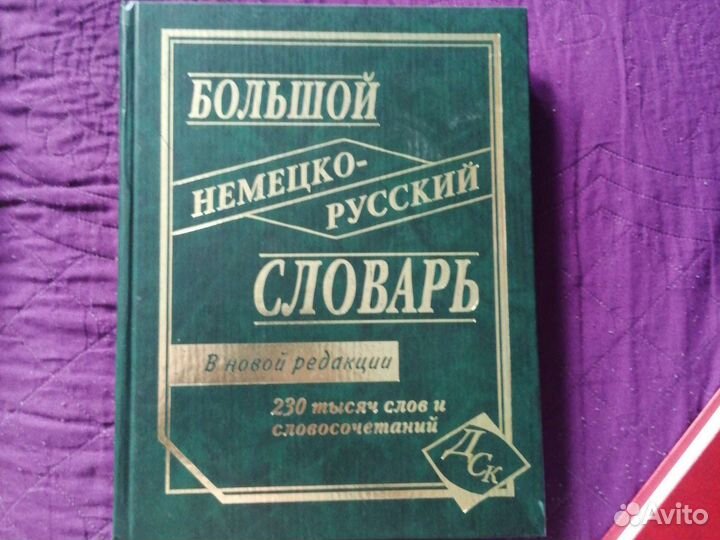 БОЛЬШОЙ
НЕМЕЦКО-
РУССКИЙ
СЛОВАРЬ
В новой редакции
230 тысяч слов и
словосочетаний
ДСК
Avito